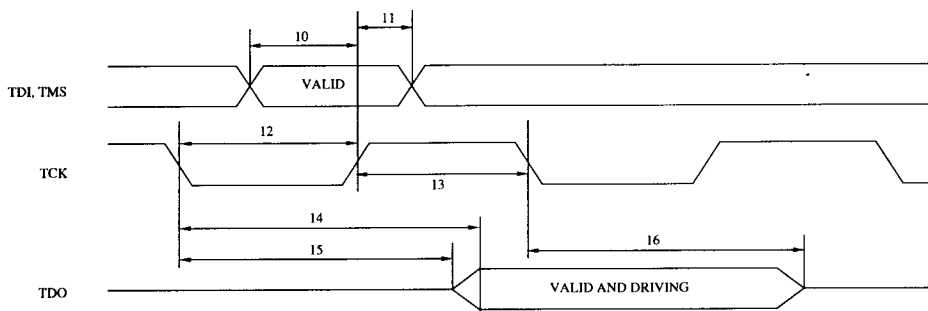 10
11
TDI, TMS
VALID
12
TCK
13
14
15
16
TDO
VALID AND DRIVING